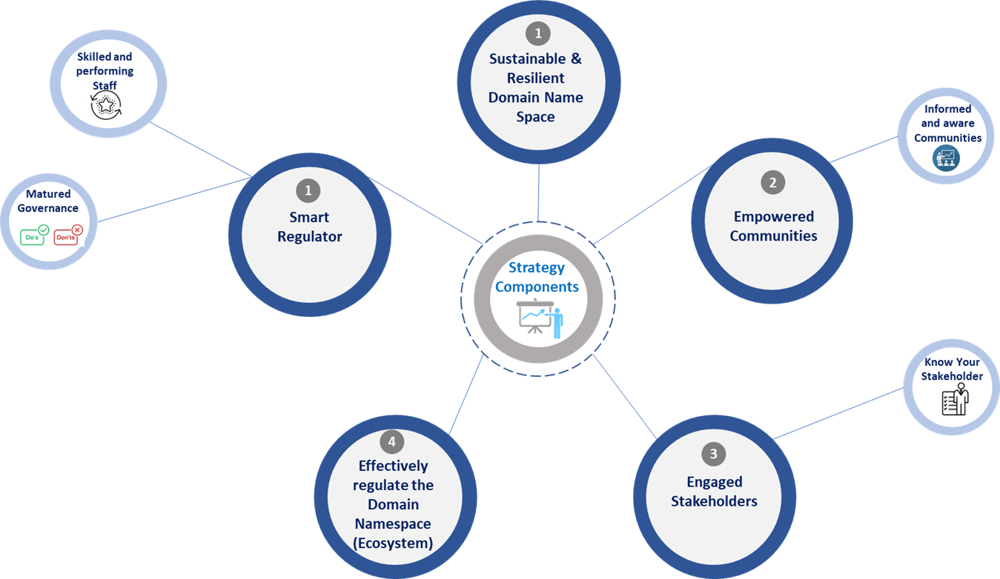 1
Sustainable &
Resilient
Domain Name
Space
Skilled and
performing
Staff
Matured
Governance
Do's
Don'ts
1
Smart
Regulator
Strategy
Components
2
Empowered
Communities
Informed
and aware
Communities
Know Your
Stakeholder
3
Engaged
Stakeholders
4
Effectively
regulate the
Domain
Namespace
(Ecosystem)